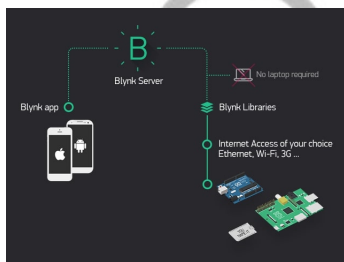 B
Blynk Server
No laptop required
Blynk app
Blynk Libraries
Internet Access of your choice
Ethernet, Wi-Fi, 3G ...